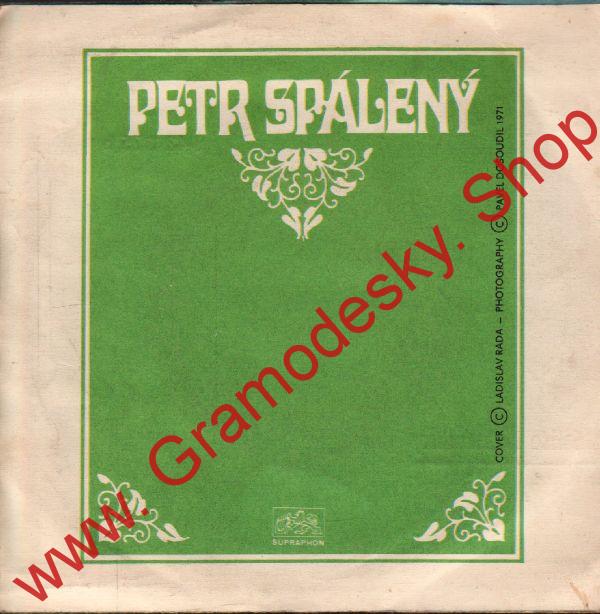 PETR SPÁLENÝ
COVER © LADISLAV RADA – PHOTOGRAPHY © PAVEL DOSOUDIL 1971
SUPRAPHON
www. Gramodesky. Shop